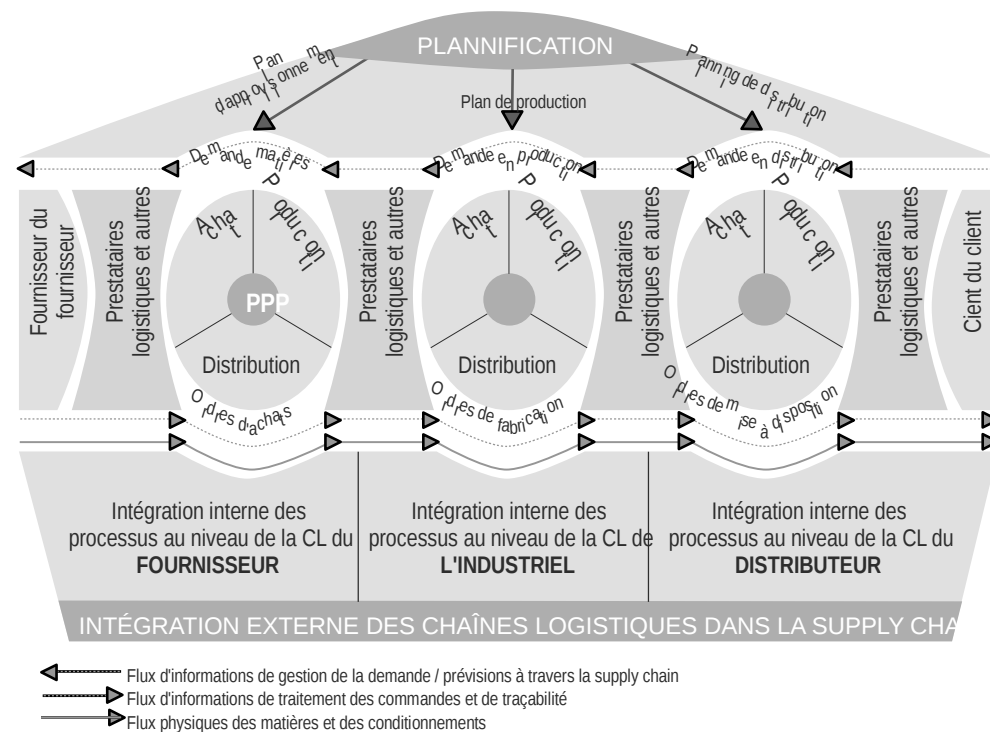 PLANNIFICATION
Plan
d'approvisionnement
Plan de production
Planning de distribution
Demande matières
Demande en production
Demande en distribution
Fournisseur du
fournisseur
Prestataires
logistiques et autres
Achat
Production
PPP
Distribution
Prestataires
logistiques et autres
Achat
Production
Distribution
Prestataires
logistiques et autres
Achat
Production
Distribution
Prestataires
logistiques et autres
Cient du client
Ordres d'achats
Ordres de fabrication
Ordres de mise à disposition
Intégration interne des
processus au niveau de la CL du
FOURNISSEUR
Intégration interne des
processus au niveau de la CL de
L'INDUSTRIEL
Intégration interne des
processus au niveau de la CL du
DISTRIBUTEUR
INTÉGRATION EXTERNE DES CHAÎNES LOGISTIQUES DANS LA SUPPLY CHA
Flux d'informations de gestion de la demande / prévisions à travers la supply chain
Flux d'informations de traitement des commandes et de traçabilité
Flux physiques des matières et des conditionnements